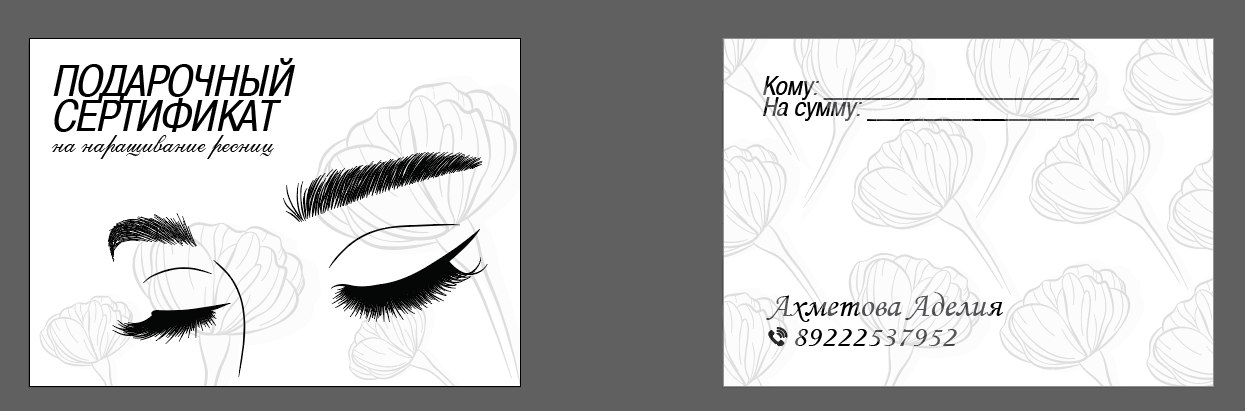 ПОДАРОЧНЫЙ
СЕРТИФИКАТ
на наращивание ресниц
Кому:
На сумму:
Ахметова Аделия
89222537952